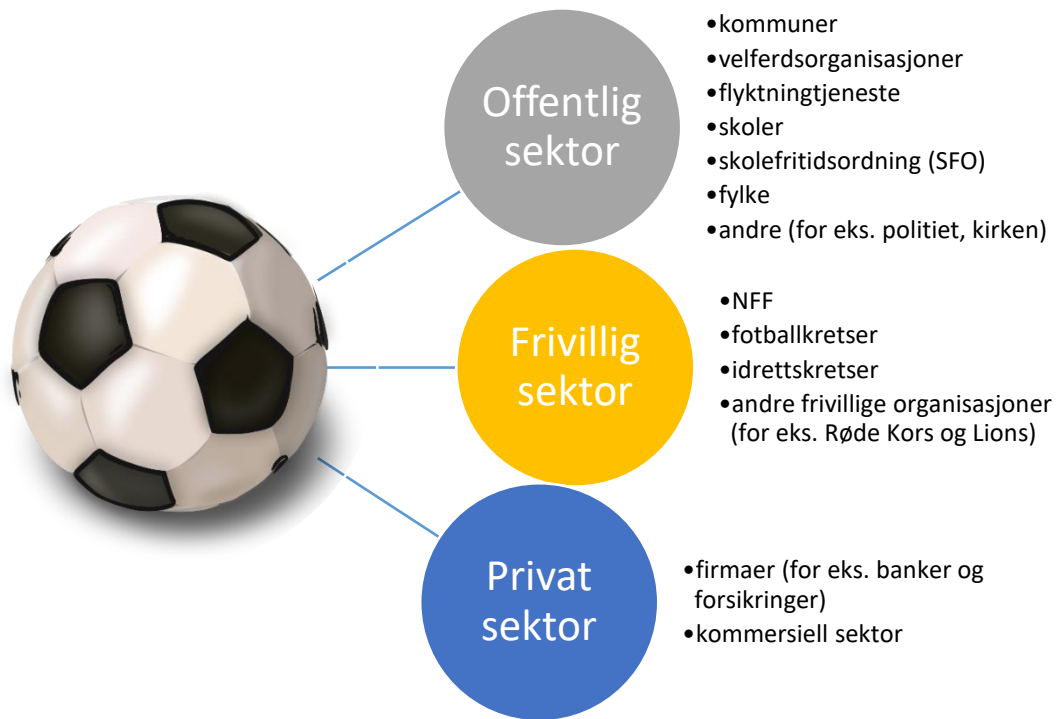 Offentlig
sektor
•kommuner
•velferdsorganisasjoner
•flyktningtjeneste
•skoler
•skolefritidsordning (SFO)
•fylke
•andre (for eks. politiet, kirken)
Frivillig
sektor
•NFF
•fotballkretser
•idrettskretser
•andre frivillige organisasjoner
(for eks. Røde Kors og Lions)
Privat
sektor
•firmaer (for eks. banker og
forsikringer)
•kommersiell sektor